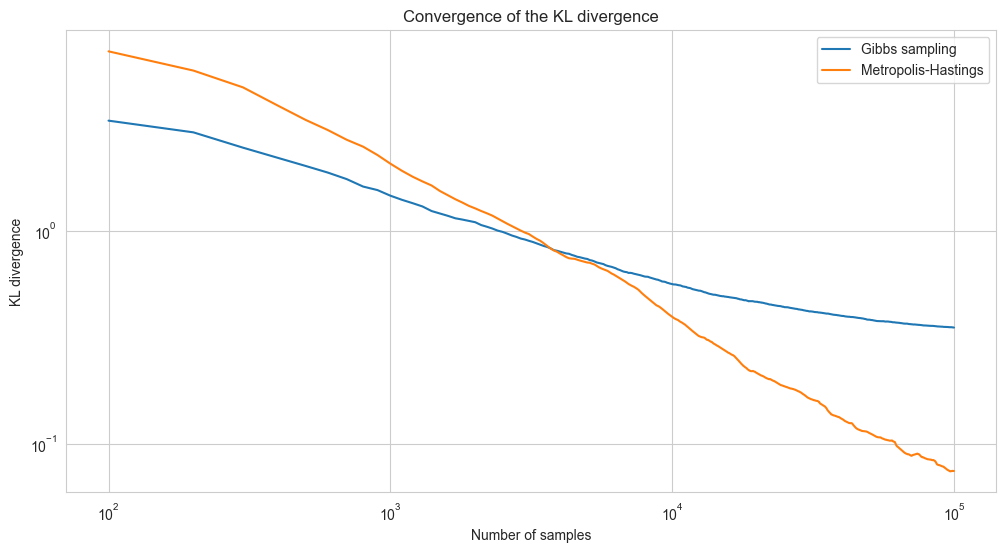 Convergence of the KL divergence
Gibbs sampling
Metropolis-Hastings
KL divergence
10⁰
10⁻¹
10² 10³ 10⁴ 10⁵
Number of samples